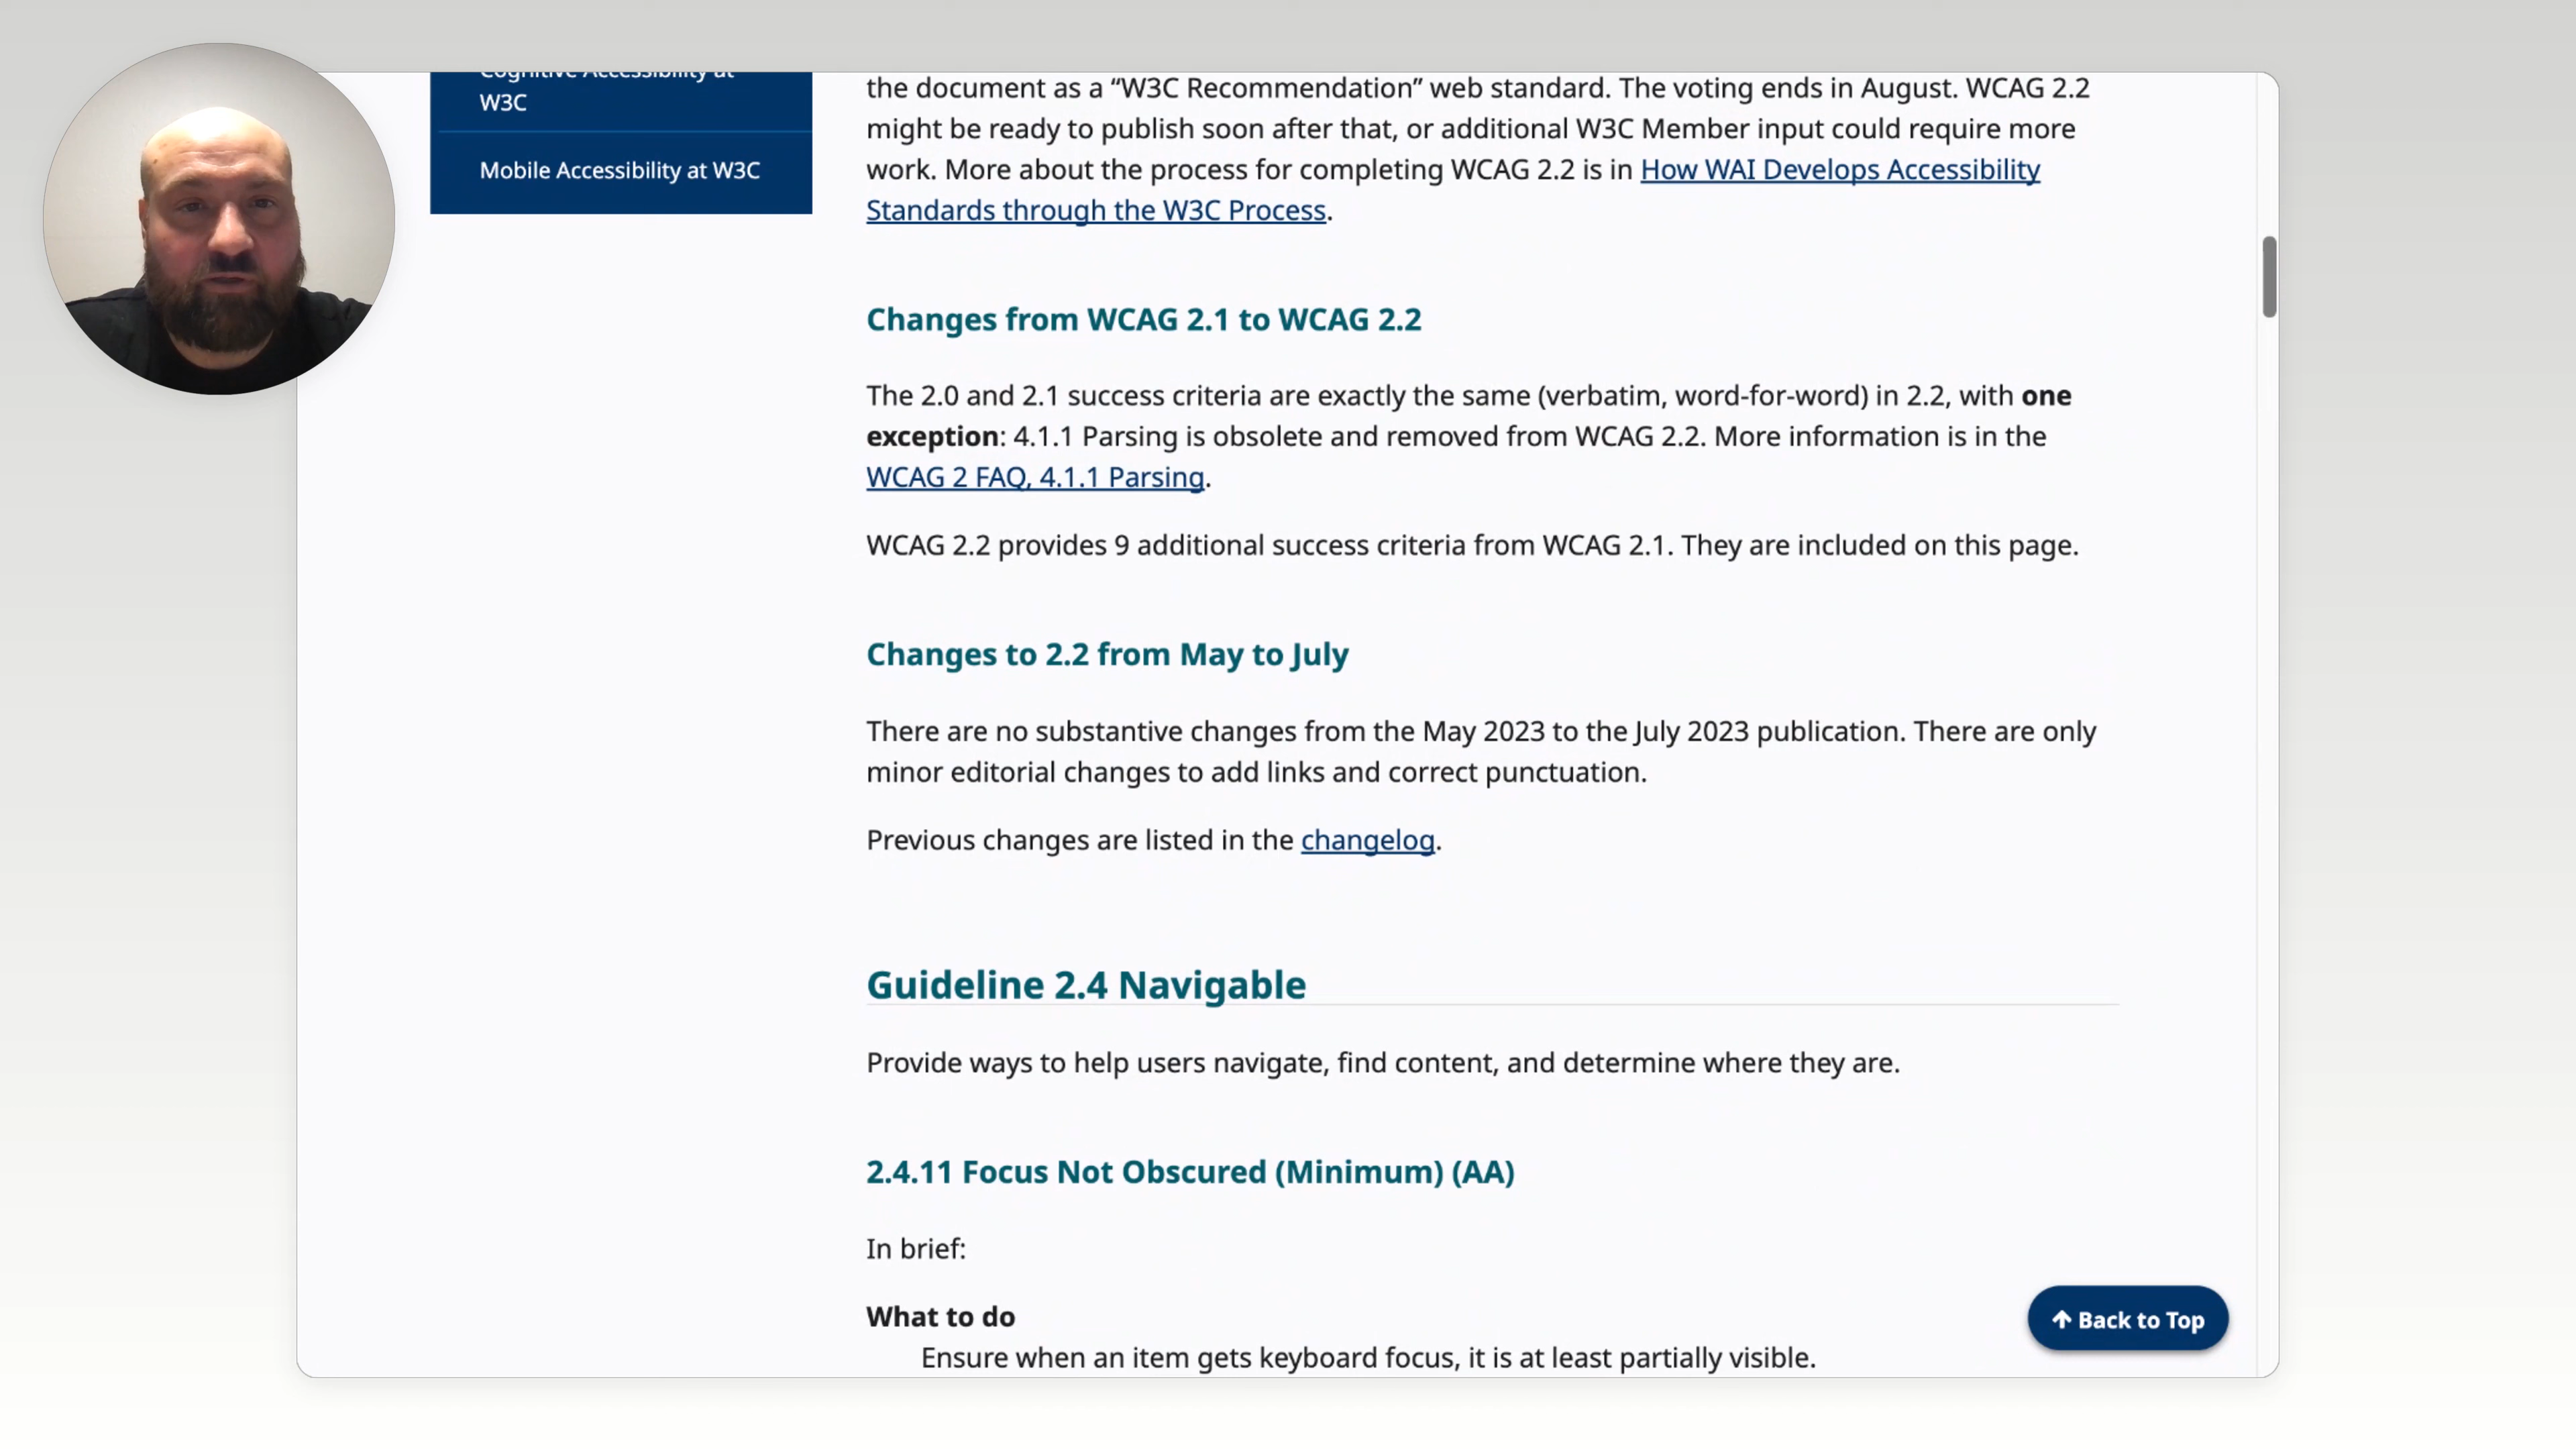 Cognitive Accessibility at
W3C
Mobile Accessibility at W3C
the document as a “W3C Recommendation” web standard. The voting ends in August. WCAG 2.2
might be ready to publish soon after that, or additional W3C Member input could require more
work. More about the process for completing WCAG 2.2 is in How WAI Develops Accessibility
Standards through the W3C Process.
Changes from WCAG 2.1 to WCAG 2.2
The 2.0 and 2.1 success criteria are exactly the same (verbatim, word-for-word) in 2.2, with one
exception: 4.1.1 Parsing is obsolete and removed from WCAG 2.2. More information is in the
WCAG 2 FAQ, 4.1.1 Parsing.
WCAG 2.2 provides 9 additional success criteria from WCAG 2.1. They are included on this page.
Changes to 2.2 from May to July
There are no substantive changes from the May 2023 to the July 2023 publication. There are only
minor editorial changes to add links and correct punctuation.
Previous changes are listed in the changelog.
Guideline 2.4 Navigable
Provide ways to help users navigate, find content, and determine where they are.
2.4.11 Focus Not Obscured (Minimum) (AA)
In brief:
What to do
Ensure when an item gets keyboard focus, it is at least partially visible.
Back to Top